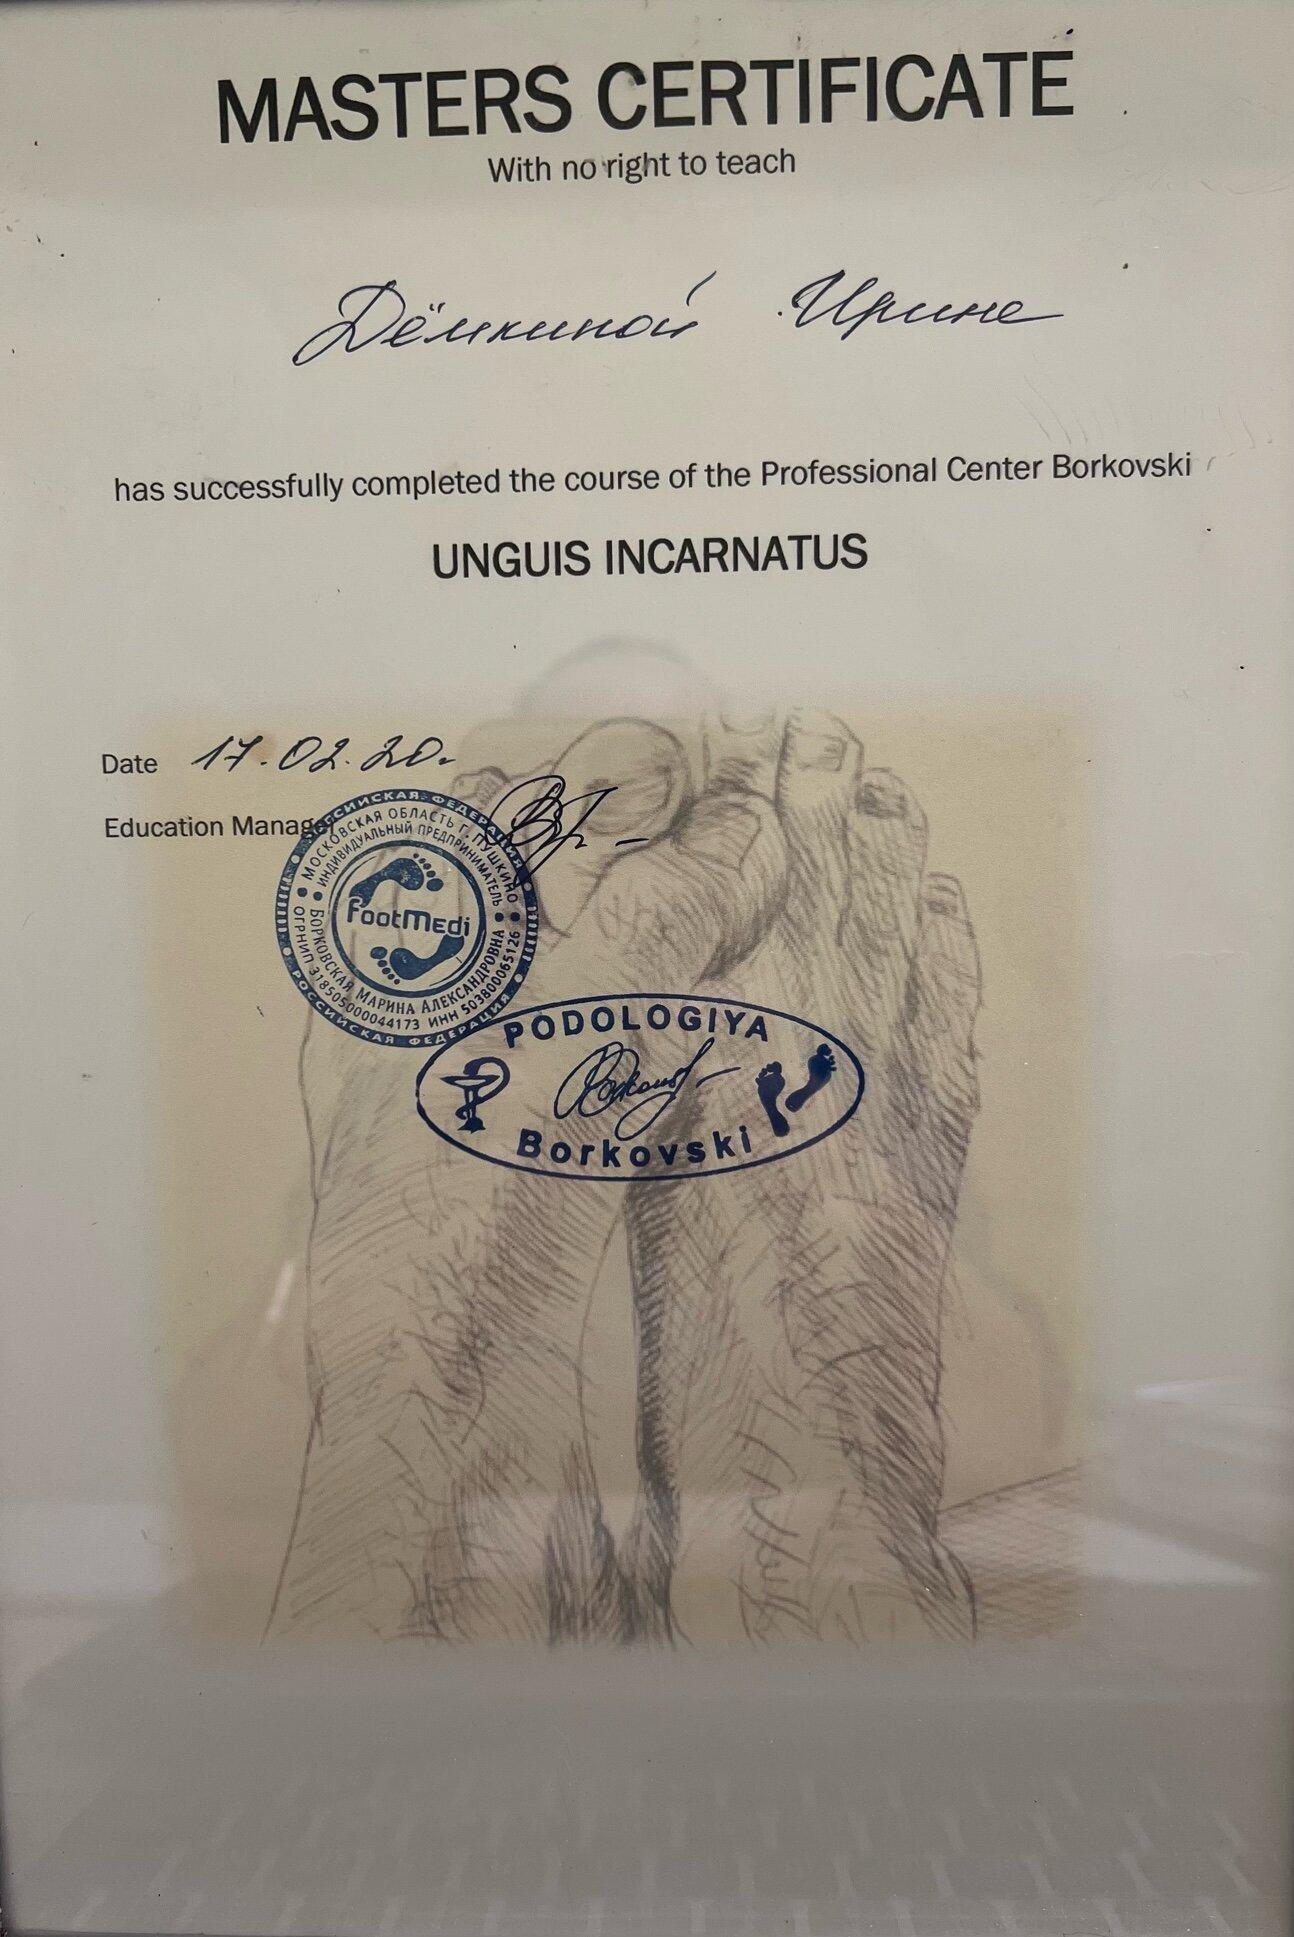 MASTERS CERTIFICATE
With no right to teach
Дёмкиной Ирине
has successfully completed the course of the Professional Center Borkovski
UNGUIS INCARNATUS
Date 17.02.20.
Education Manager
РОССИЙСКАЯ ФЕДЕРАЦИЯ
МОСКОВСКАЯ ОБЛАСТЬ Г. ПУШКИНО
ИНДИВИДУАЛЬНЫЙ ПРЕДПРИНИМАТЕЛЬ
FootMedi
БОРКОВСКАЯ МАРИНА АЛЕКСАНДРОВНА
ОГРНИП 318505000044173 ИНН 503800065126
РОССИЙСКАЯ ФЕДЕРАЦИЯ
PODOLOGIYA
Borkovski